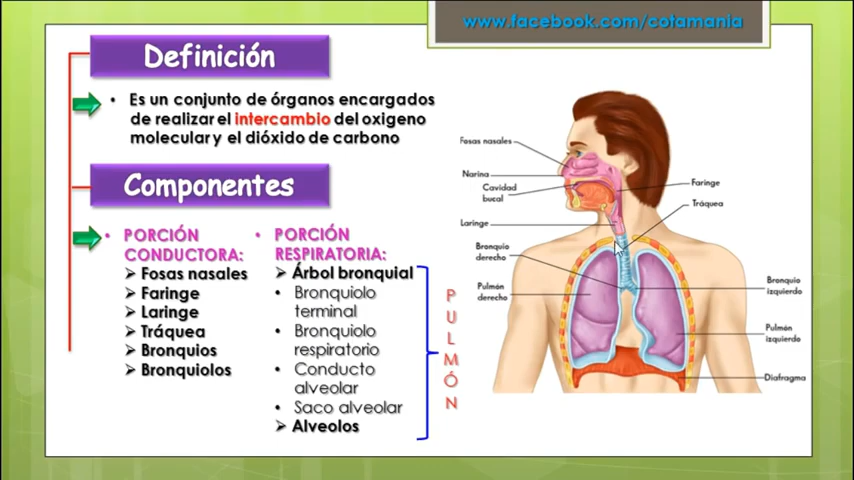 www.facebook.com/cotamania
Definición
• Es un conjunto de órganos encargados
de realizar el intercambio del oxigeno
molecular y el dióxido de carbono
Componentes
• PORCIÓN
CONDUCTORA:
Fosas nasales
Faringe
Laringe
Tráquea
Bronquios
Bronquiolos
• PORCIÓN
RESPIRATORIA:
Árbol bronquial
• Bronquiolo
terminal
• Bronquiolo
respiratorio
• Conducto
alveolar
• Saco alveolar
Alveolos
PULMÓN
Fosas nasales
Narina
Cavidad
bucal
Laringe
Bronquio
derecho
Pulmón
derecho
Faringe
Tráquea
Bronquio
izquierdo
Pulmón
izquierdo
Diafragma